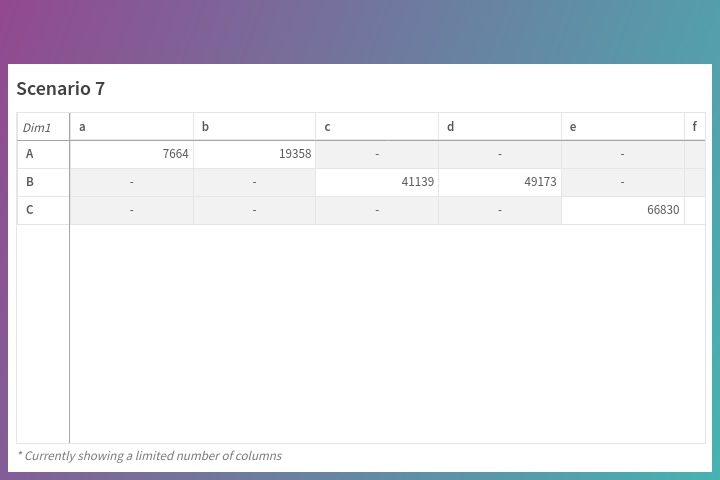 Scenario 7
Dim1 a b c d e f
A 7664 19358 - - -
B - - 41139 49173 -
C - - - - 66830
* Currently showing a limited number of columns